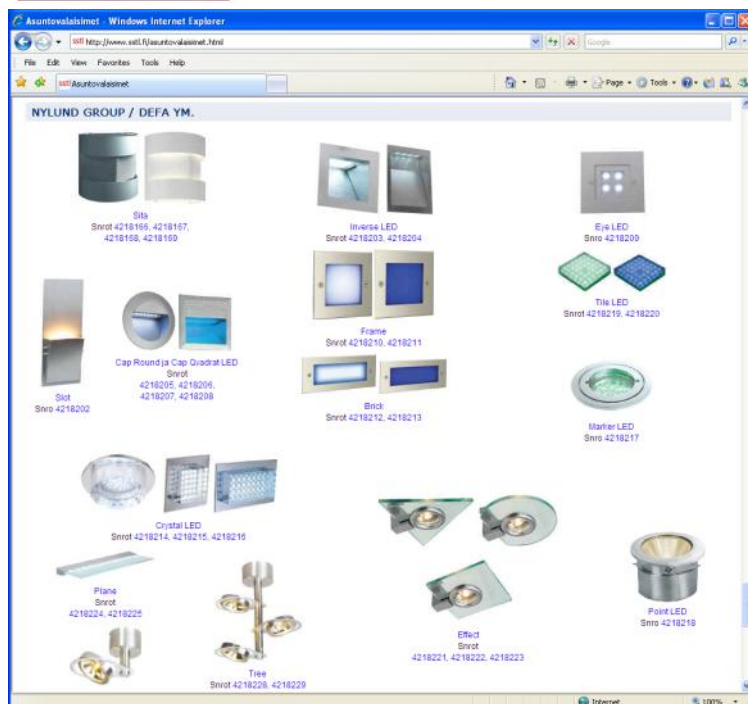 Asuntovalaisimet - Windows Internet Explorer
http://www.sstl.fi/asuntovalaisimet.html
Google
File Edit View Favorites Tools Help
sstl Asuntovalaisimet
Page Tools
NYLUND GROUP / DEFA YM.
Sita
Snrot 4218166, 4218167,
4218168, 4218169
Inverse LED
Snrot 4218203, 4218204
Eye LED
Snro 4218209
Tile LED
Snrot 4218219, 4218220
Frame
Snrot 4218210, 4218211
Cap Round ja Cap Qvadrat LED
Snrot
4218205, 4218206,
4218207, 4218208
Slot
Snro 4218202
Brick
Snrot 4218212, 4218213
Marker LED
Snro 4218217
Crystal LED
Snrot 4218214, 4218215, 4218216
Plane
Snrot
4218224, 4218225
Point LED
Snro 4218218
Effect
Snrot
4218221, 4218222, 4218223
Tree
Snrot 4218228, 4218229
Internet
100%